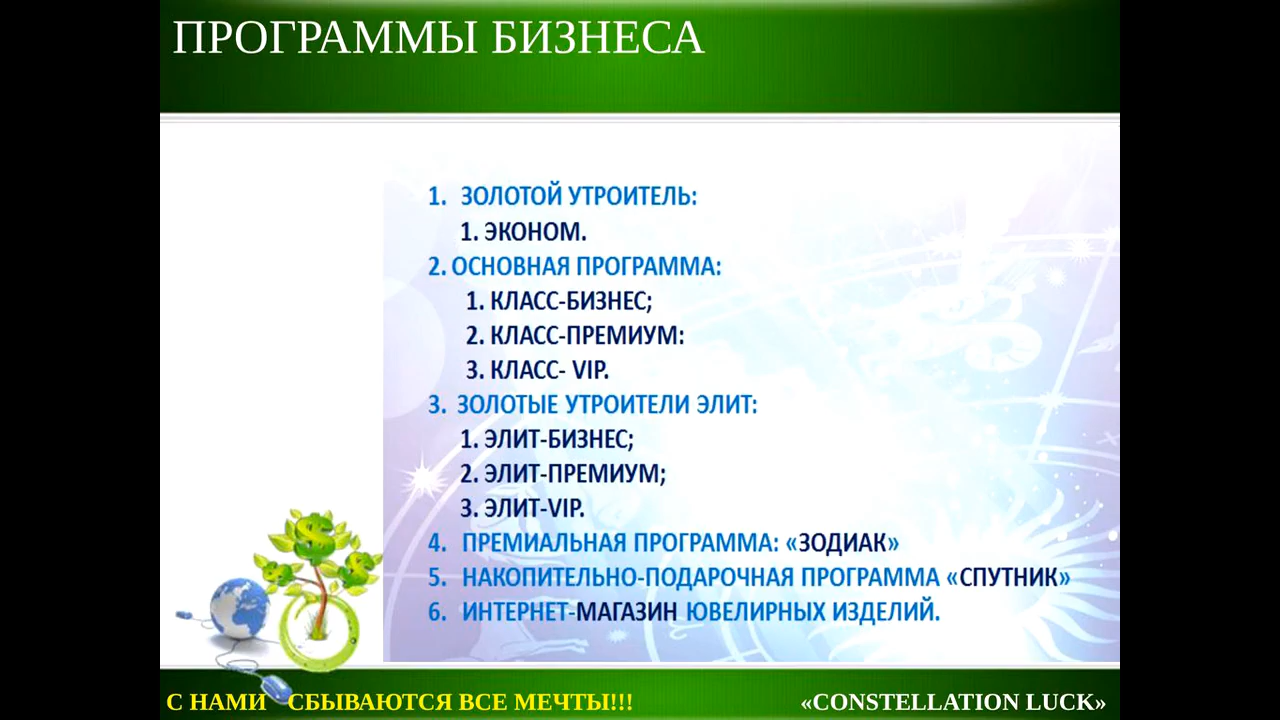 ПРОГРАММЫ БИЗНЕСА
1. ЗОЛОТОЙ УТРОИТЕЛЬ:
1. ЭКОНОМ.
2. ОСНОВНАЯ ПРОГРАММА:
1. КЛАСС-БИЗНЕС;
2. КЛАСС-ПРЕМИУМ:
3. КЛАСС- VIP.
3. ЗОЛОТЫЕ УТРОИТЕЛИ ЭЛИТ:
1. ЭЛИТ-БИЗНЕС;
2. ЭЛИТ-ПРЕМИУМ;
3. ЭЛИТ-VIP.
4. ПРЕМИАЛЬНАЯ ПРОГРАММА: «ЗОДИАК»
5. НАКОПИТЕЛЬНО-ПОДАРОЧНАЯ ПРОГРАММА «СПУТНИК»
6. ИНТЕРНЕТ-МАГАЗИН ЮВЕЛИРНЫХ ИЗДЕЛИЙ.
С НАМИ СБЫВАЮТСЯ ВСЕ МЕЧТЫ!!! «CONSTELLATION LUCK»